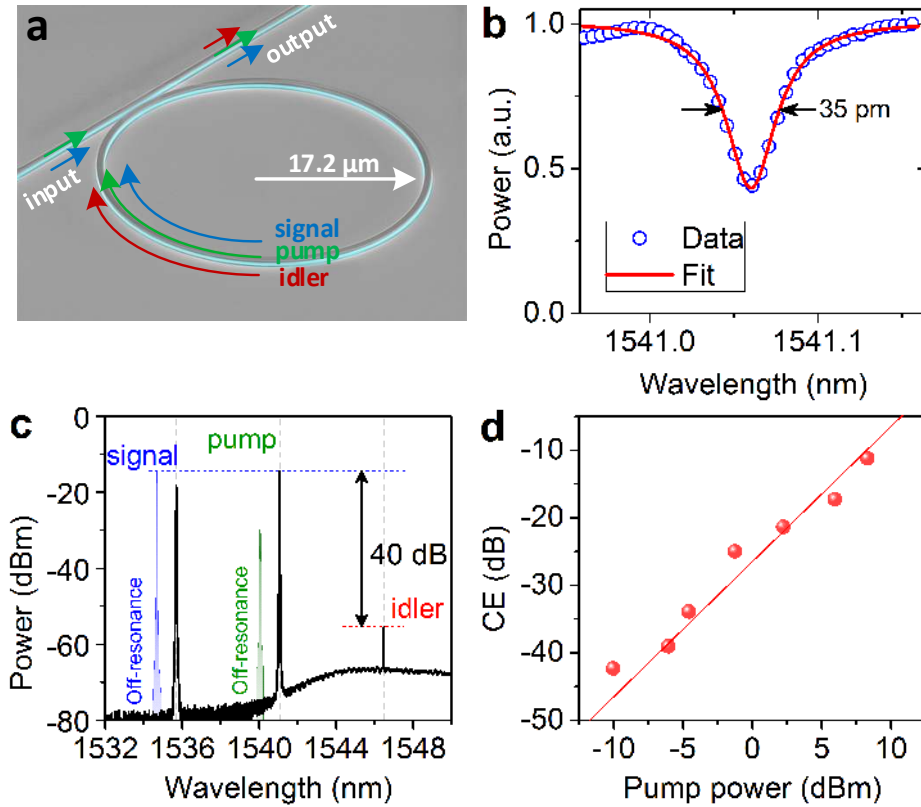 a
output
input
17.2 μm
signal
pump
idler
b
1.0
0.5
0.0
Power (a.u.)
35 pm
Data
Fit
1541.0
1541.1
Wavelength (nm)
c
0
-20
-40
-60
-80
Power (dBm)
signal
pump
40 dB
idler
Off-resonance
Off-resonance
1532
1536
1540
1544
1548
Wavelength (nm)
d
-10
-20
-30
-40
-50
CE (dB)
-10
-5
0
5
10
Pump power (dBm)